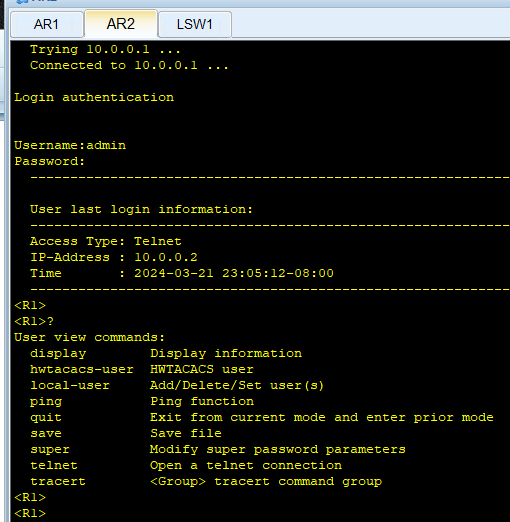 AR1 AR2 LSW1
Trying 10.0.0.1 ...
Connected to 10.0.0.1 ...
Login authentication
Username:admin
Password:
------------------------------------------------------------
User last login information:
------------------------------------------------------------
Access Type: Telnet
IP-Address : 10.0.0.2
Time       : 2024-03-21 23:05:12-08:00
------------------------------------------------------------
<R1>
<R1>?
User view commands:
display        Display information
hwtacacs-user  HWTACACS user
local-user     Add/Delete/Set user(s)
ping           Ping function
quit           Exit from current mode and enter prior mode
save           Save file
super          Modify super password parameters
telnet         Open a telnet connection
tracert        <Group> tracert command group
<R1>
<R1>